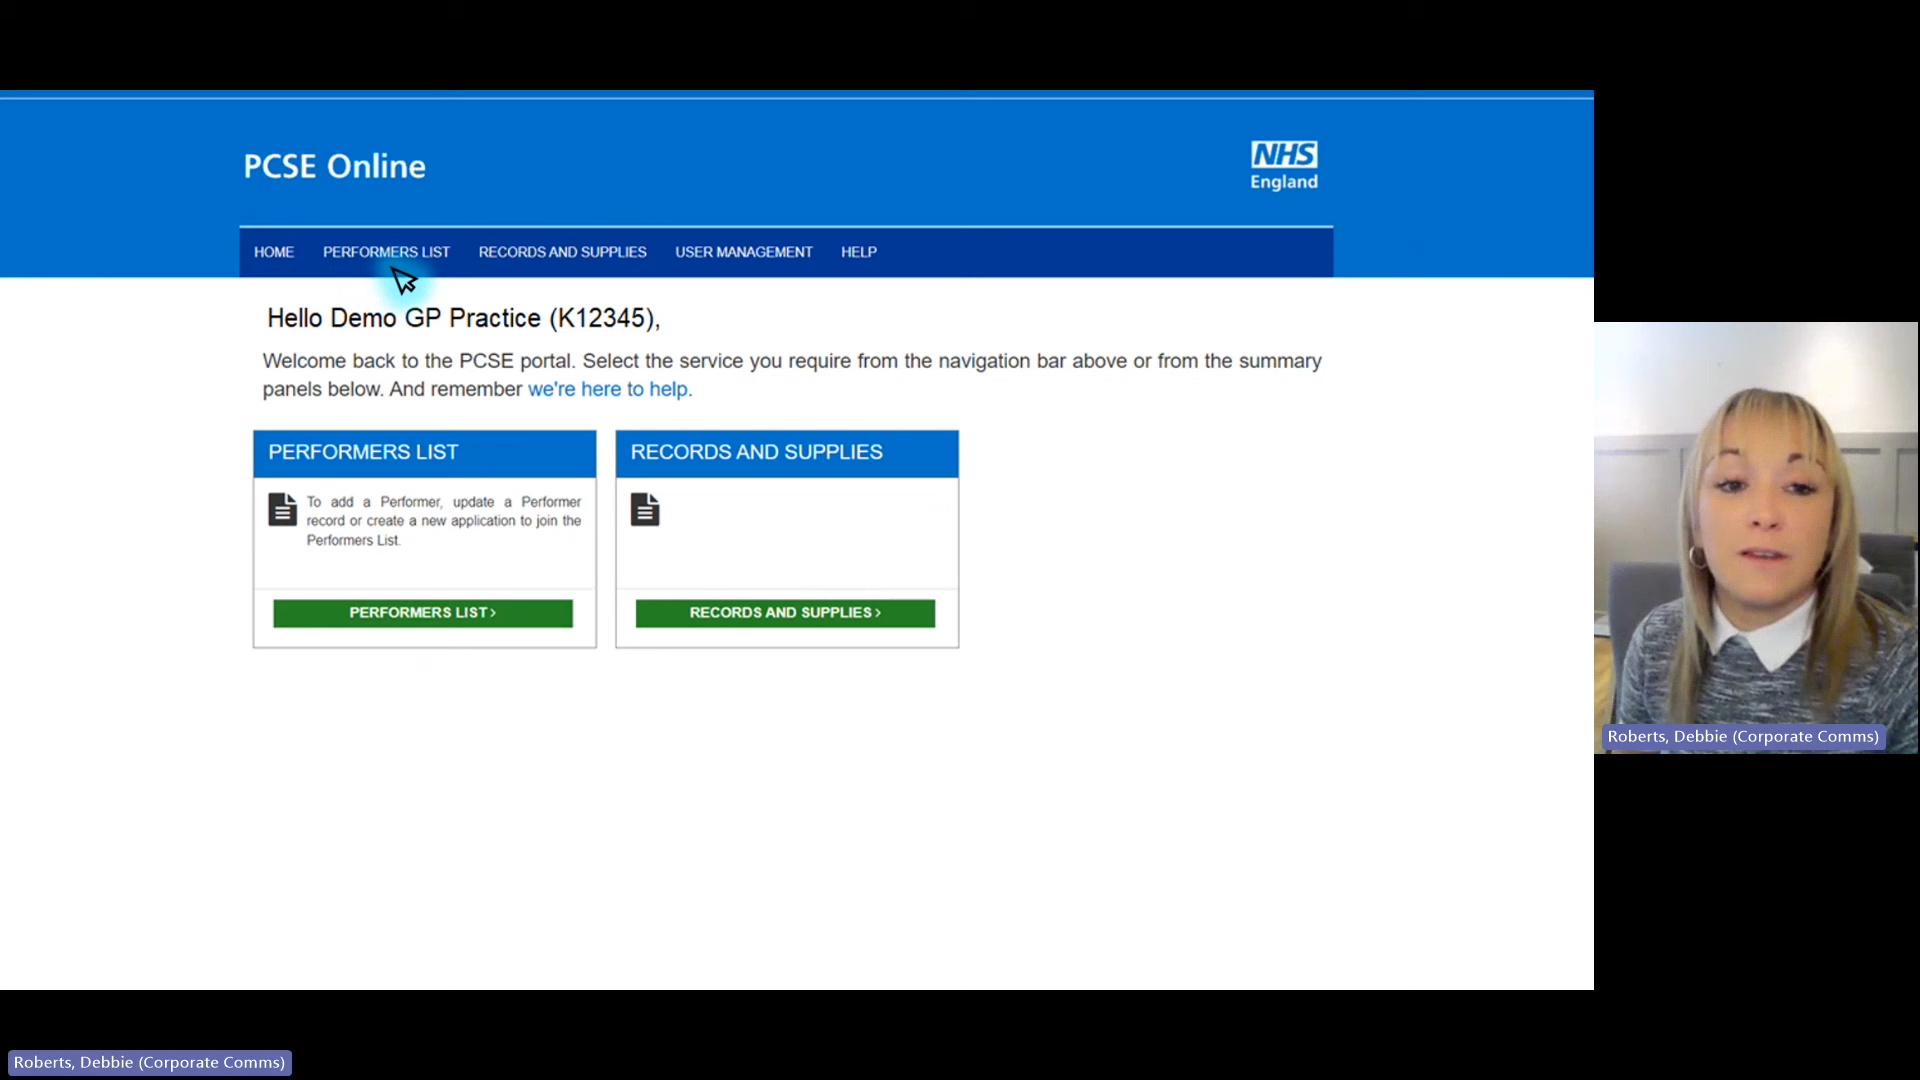 PCSE Online
NHS
England
HOME PERFORMERS LIST RECORDS AND SUPPLIES USER MANAGEMENT HELP
Hello Demo GP Practice (K12345),
Welcome back to the PCSE portal. Select the service you require from the navigation bar above or from the summary
panels below. And remember we're here to help.
PERFORMERS LIST
To add a Performer, update a Performer
record or create a new application to join the
Performers List.
PERFORMERS LIST >
RECORDS AND SUPPLIES
RECORDS AND SUPPLIES >
Roberts, Debbie (Corporate Comms)
Roberts, Debbie (Corporate Comms)